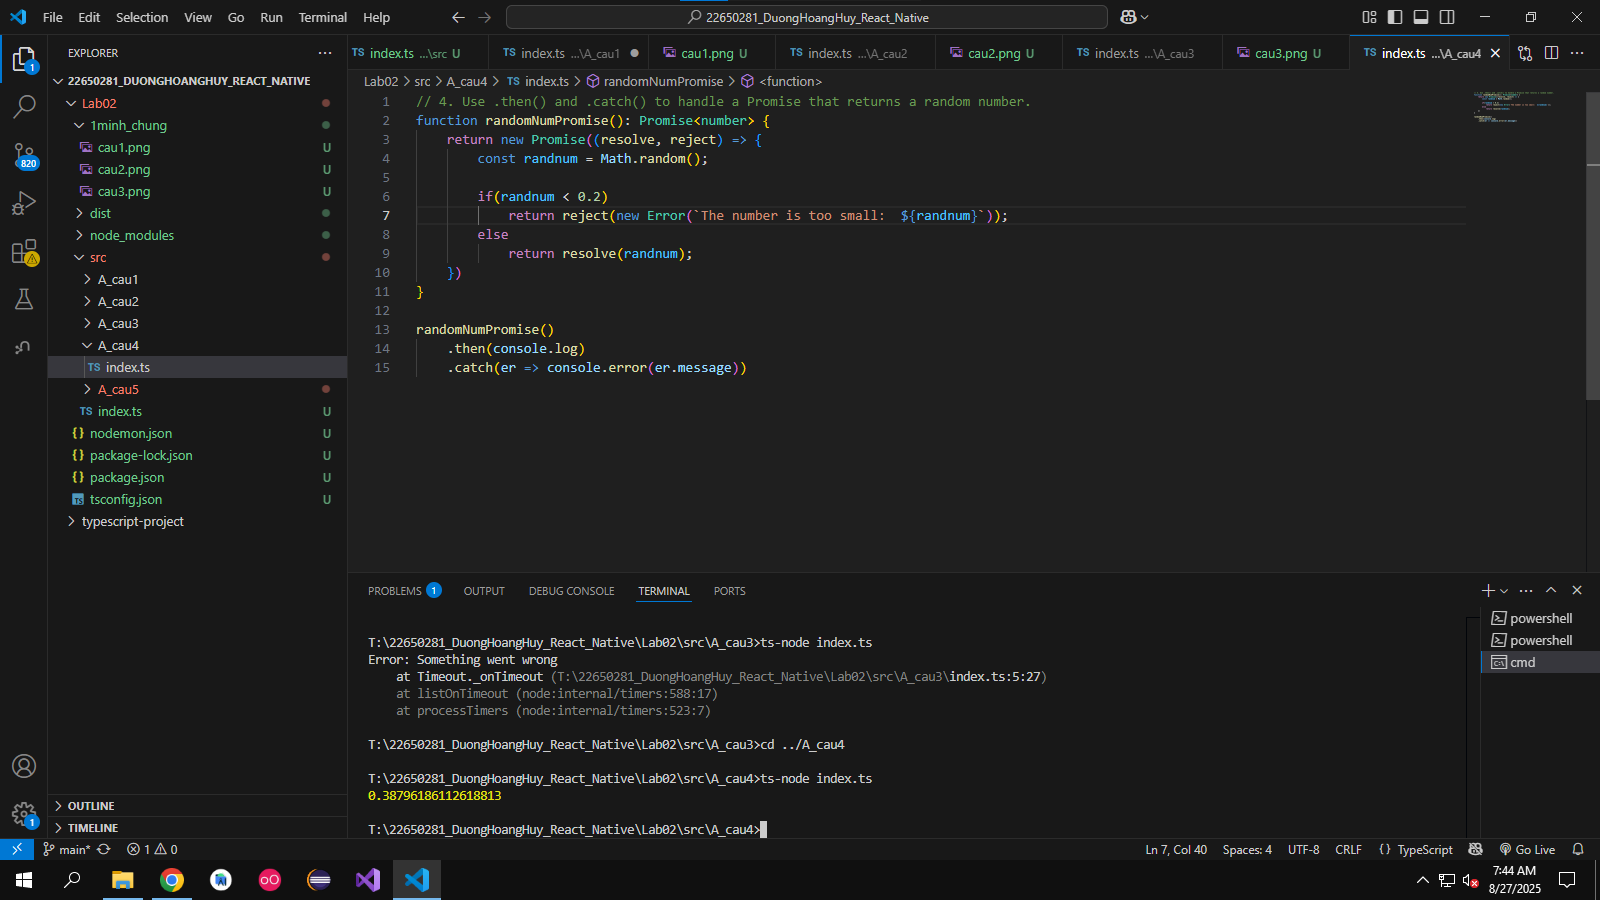 File Edit Selection View Go Run Terminal Help
22650281_DuongHoangHuy_React_Native
EXPLORER
22650281_DUONGHOANGHUY_REACT_NATIVE
Lab02
1minh_chung
cau1.png U
cau2.png U
cau3.png U
dist
node_modules
src
A_cau1
A_cau2
A_cau3
A_cau4
TS index.ts
A_cau5
TS index.ts U
{} nodemon.json U
{} package-lock.json U
{} package.json U
TS tsconfig.json U
typescript-project
OUTLINE
TIMELINE
1
820
1
TS index.ts ...\src U
TS index.ts ...\A_cau1
cau1.png U
TS index.ts ...\A_cau2
cau2.png U
TS index.ts ...\A_cau3
cau3.png U
TS index.ts ...\A_cau4
Lab02 > src > A_cau4 > TS index.ts > randomNumPromise > <function>
1 // 4. Use .then() and .catch() to handle a Promise that returns a random number.
2 function randomNumPromise(): Promise<number> {
3 return new Promise((resolve, reject) => {
4 const randnum = Math.random();
5
6 if(randnum < 0.2)
7 return reject(new Error(`The number is too small:  ${randnum}`));
8 else
9 return resolve(randnum);
10 })
11 }
12
13 randomNumPromise()
14 .then(console.log)
15 .catch(er => console.error(er.message))
PROBLEMS 1 OUTPUT DEBUG CONSOLE TERMINAL PORTS
T:\22650281_DuongHoangHuy_React_Native\Lab02\src\A_cau3>ts-node index.ts
Error: Something went wrong
at Timeout._onTimeout (T:\22650281_DuongHoangHuy_React_Native\Lab02\src\A_cau3\index.ts:5:27)
at listOnTimeout (node:internal/timers:588:17)
at processTimers (node:internal/timers:523:7)
T:\22650281_DuongHoangHuy_React_Native\Lab02\src\A_cau3>cd ../A_cau4
T:\22650281_DuongHoangHuy_React_Native\Lab02\src\A_cau4>ts-node index.ts
0.38796186112618813
T:\22650281_DuongHoangHuy_React_Native\Lab02\src\A_cau4>
powershell
powershell
cmd
main* 1 0
Ln 7, Col 40 Spaces: 4 UTF-8 CRLF {} TypeScript Go Live
7:44 AM
8/27/2025